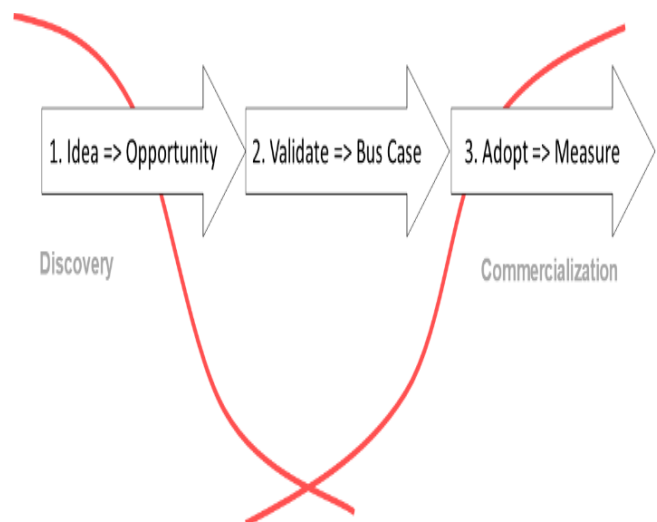 1. Idea => Opportunity
2. Validate => Bus Case
3. Adopt => Measure
Discovery
Commercialization